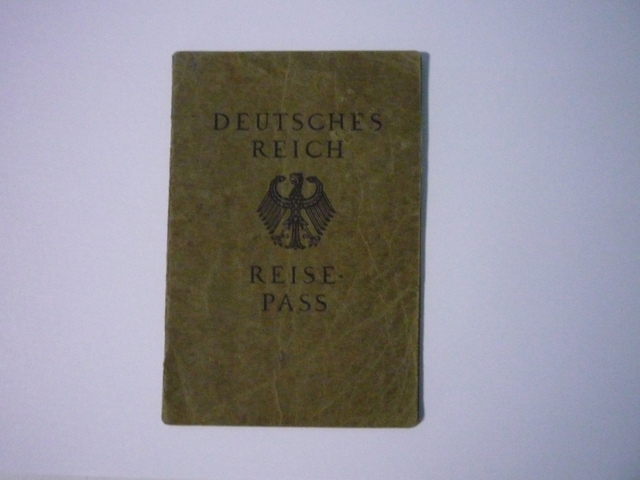 DEUTSCHES
REICH
REISE-
PASS